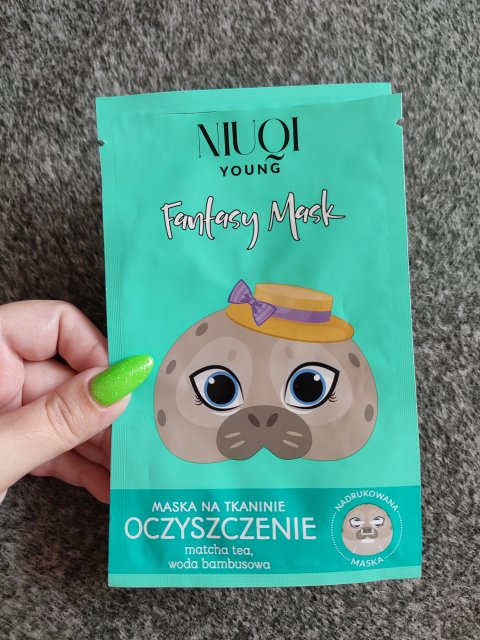 NIUQI
YOUNG
Fantasy Mask
MASKA NA TKANINIE
OCZYSZCZENIE
matcha tea,
woda bambusowa
NADRUKOWANA
MASKA